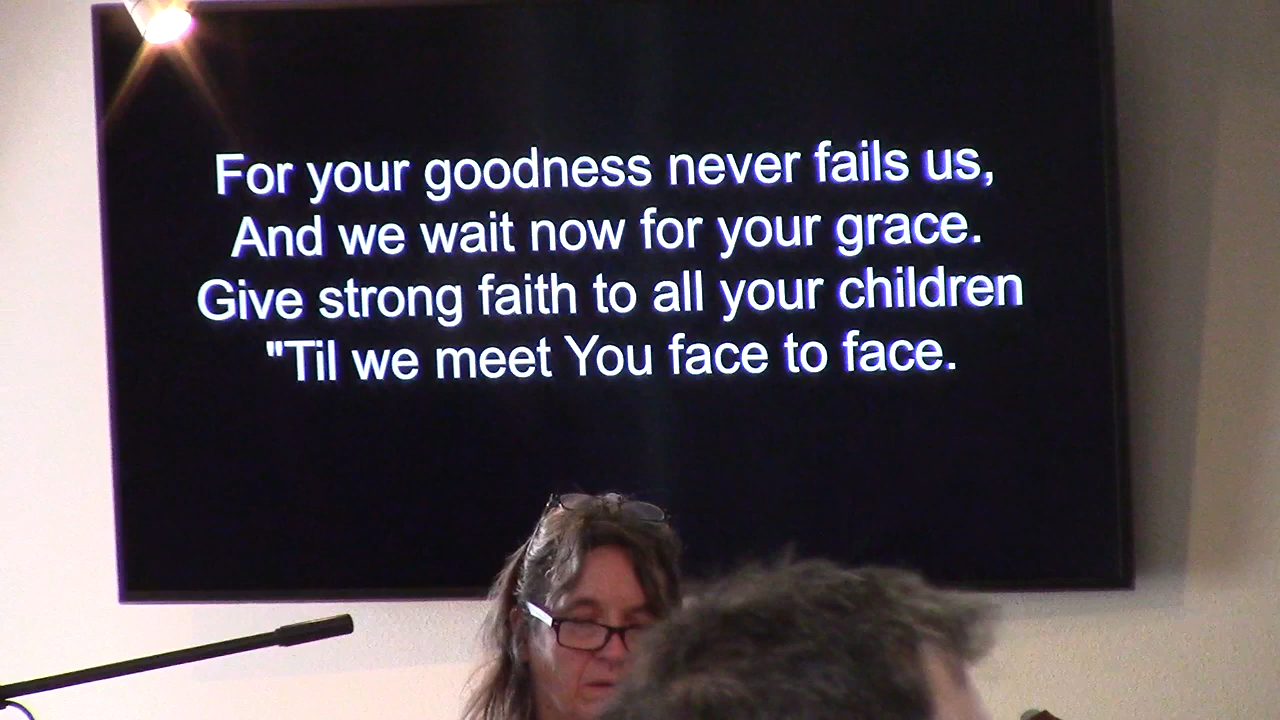 For your goodness never fails us,
And we wait now for your grace.
Give strong faith to all your children
"Til we meet You face to face.